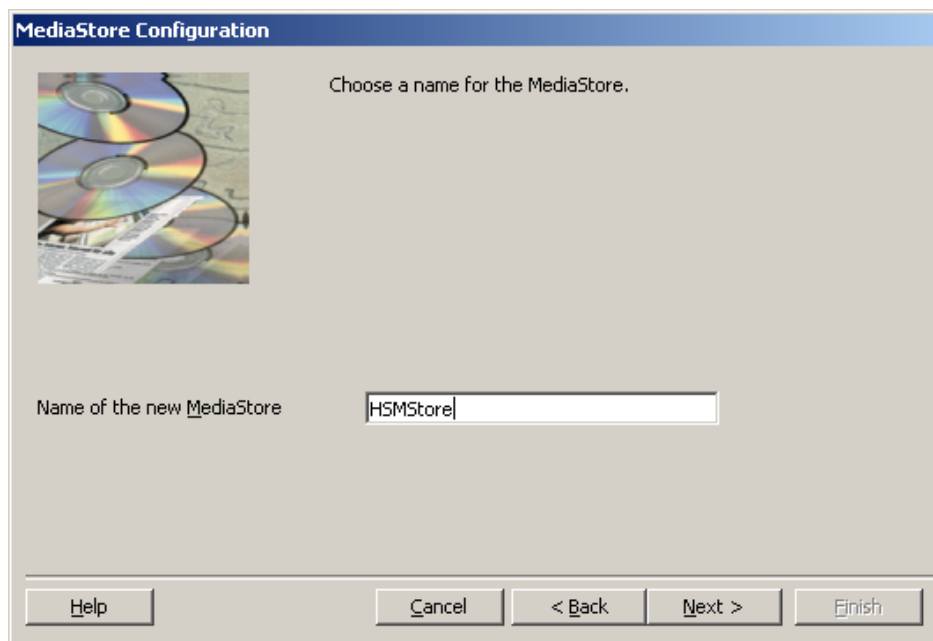 MediaStore Configuration
Choose a name for the MediaStore.
Name of the new MediaStore
HSMStore
Help
Cancel
< Back
Next >
Finish